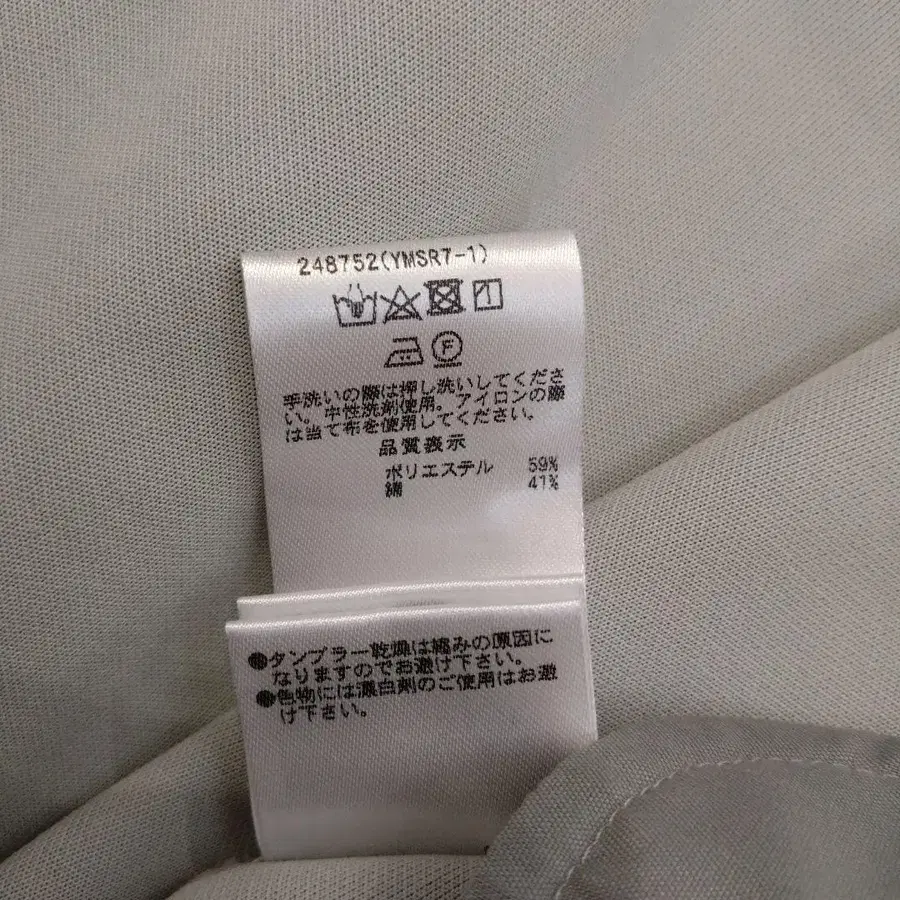 248752(YMSR7-1)
F
手洗いの際は押し洗いしてくださ
い。中性洗剤使用。アイロンの際
は当て布を使用してください。
品質表示
ポリエステル 59%
綿 41%
●タンブラー乾燥は縮みの原因に
なりますのでお避け下さい。
●色物には漂白剤のご使用はお避
け下さい。